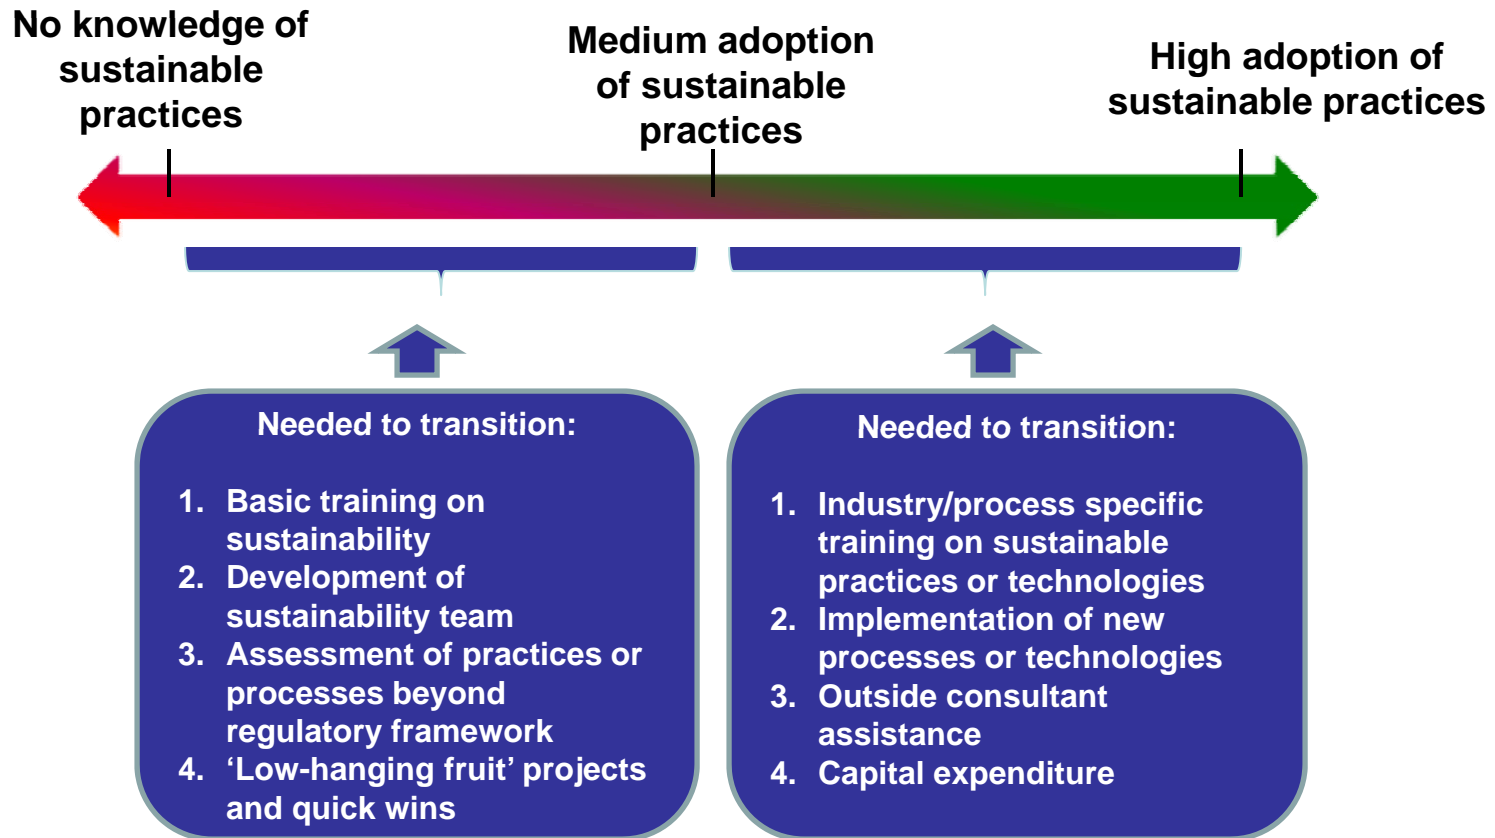 No knowledge of
sustainable
practices
Medium adoption
of sustainable
practices
High adoption of
sustainable practices
Needed to transition:
1. Basic training on
sustainability
2. Development of
sustainability team
3. Assessment of practices or
processes beyond
regulatory framework
4. ‘Low-hanging fruit’ projects
and quick wins
Needed to transition:
1. Industry/process specific
training on sustainable
practices or technologies
2. Implementation of new
processes or technologies
3. Outside consultant
assistance
4. Capital expenditure